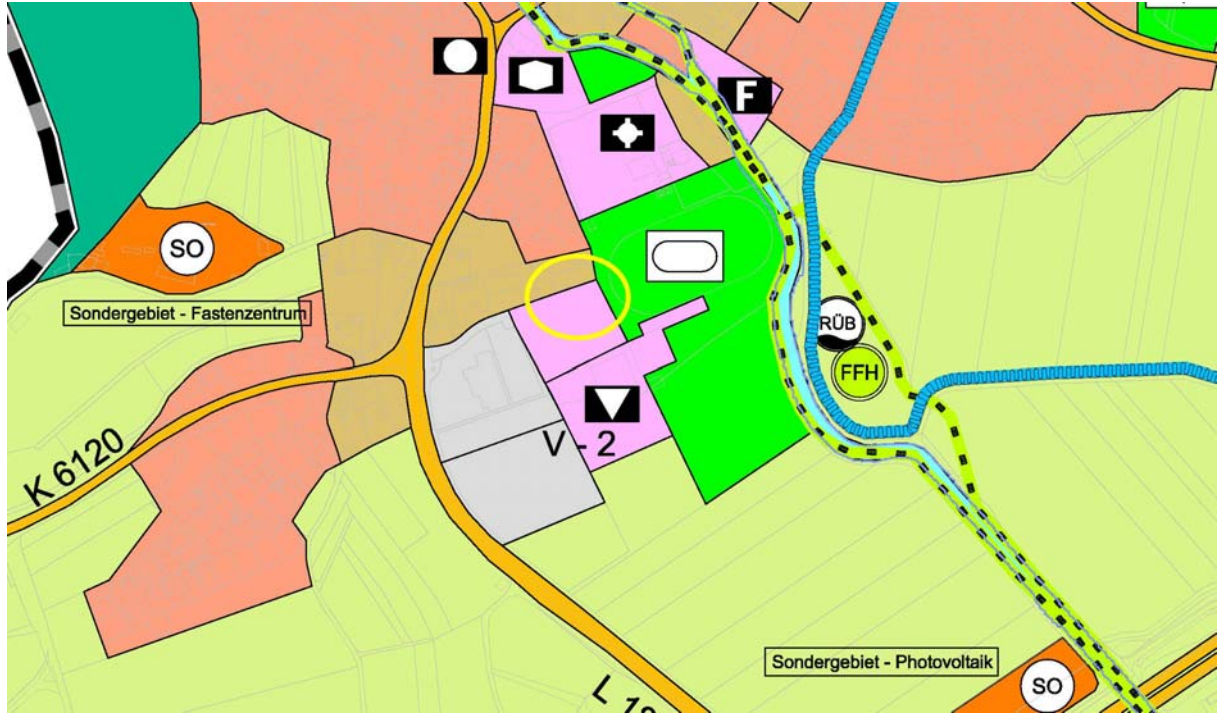 F
SO
Sondergebiet - Fastenzentrum
RÜB
FFH
V - 2
K 6120
Sondergebiet - Photovoltaik
SO